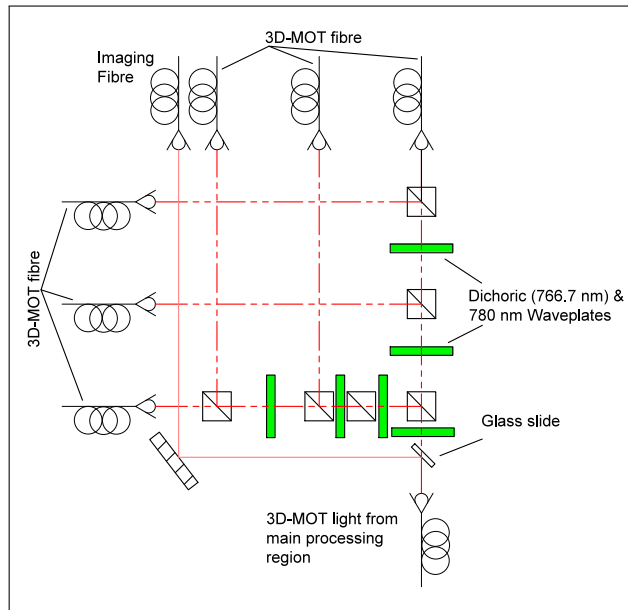 3D-MOT fibre
Imaging
Fibre
3D-MOT fibre
Dichoric (766.7 nm) &
780 nm Waveplates
Glass slide
3D-MOT light from
main processing
region